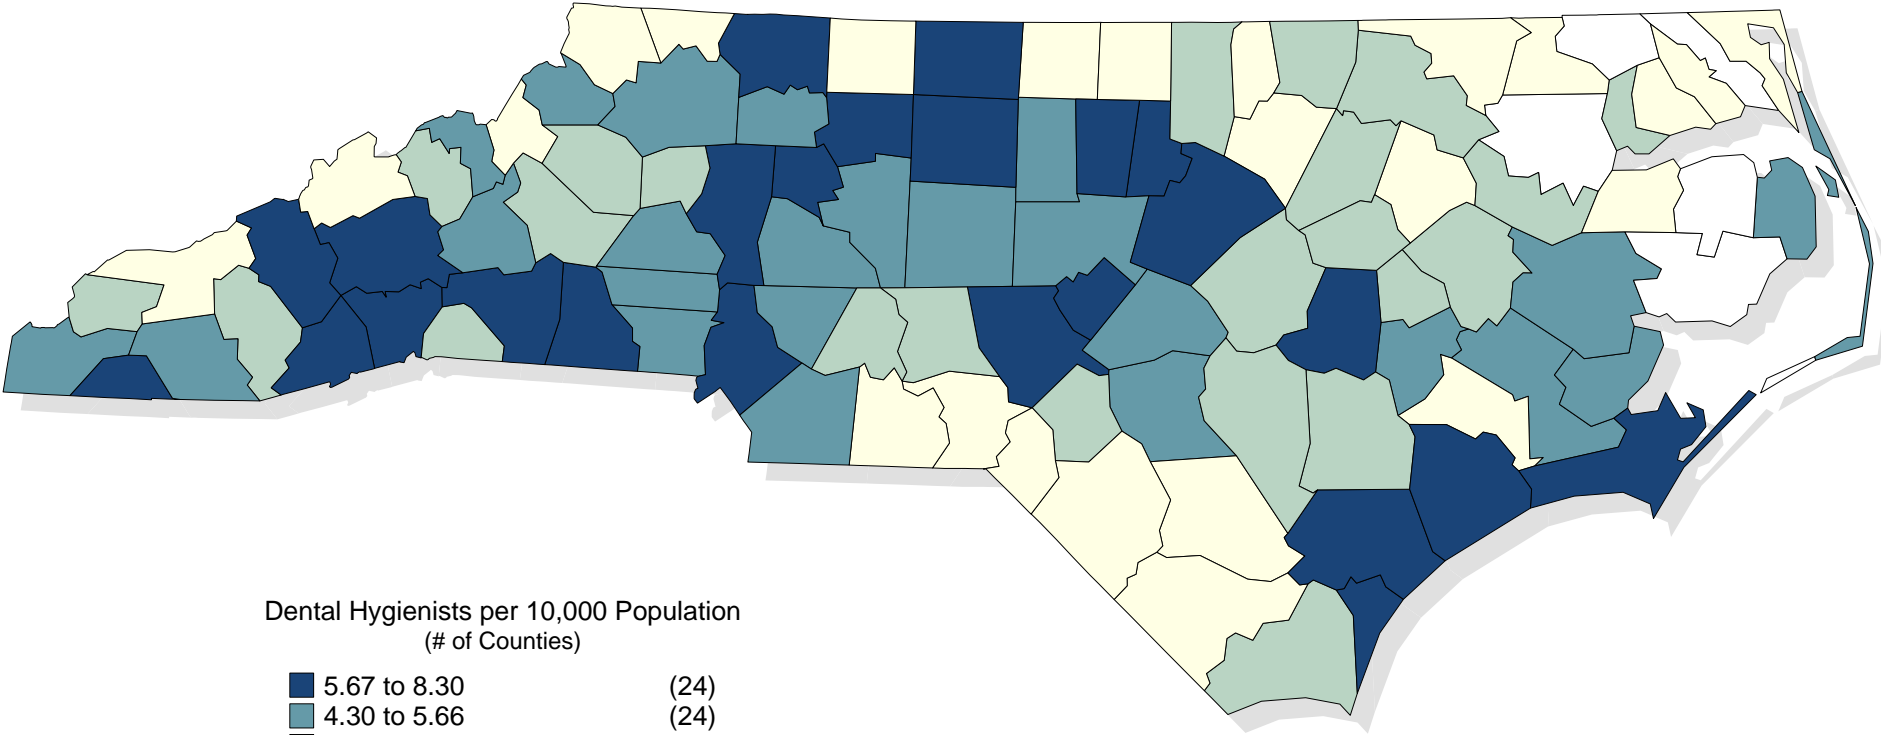 Dental Hygienists per 10,000 Population
(# of Counties)
5.67 to 8.30 (24)
4.30 to 5.66 (24)